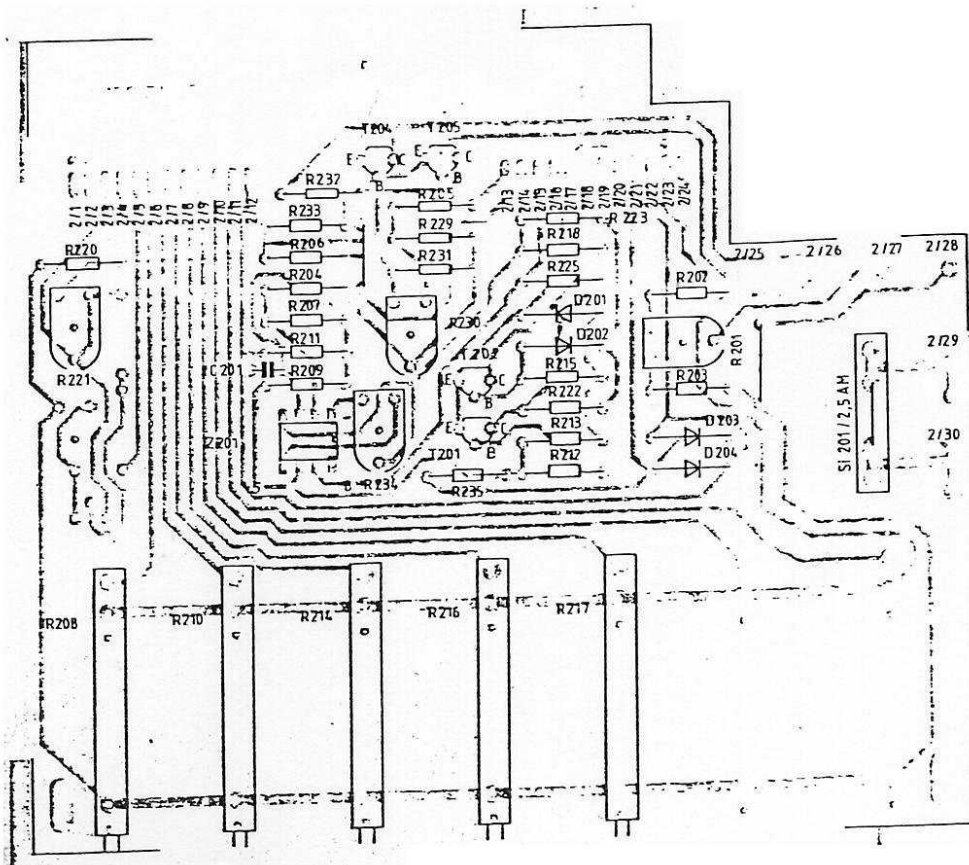 T204
T205
E
C
E
C
B
B
R232
R205
2/1
2/2
2/3
2/4
2/5
2/6
2/7
2/8
2/9
2/10
2/11
2/12
2/13
2/14
2/15
2/16
2/17
2/18
2/19
2/20
2/21
2/22
2/23
2/24
R233
R229
R223
R206
R218
R220
R231
2/25
2/26
2/27
2/28
R204
R225
R202
R207
D201
R230
R211
D202
R201
2/29
T202
C201
R221
R209
E
C
R215
R203
B
R222
SI 201/2,5 AM
Z201
E
R213
D203
B
2/30
T201
R212
D204
B
R234
R235
R208
R210
R214
R216
R217